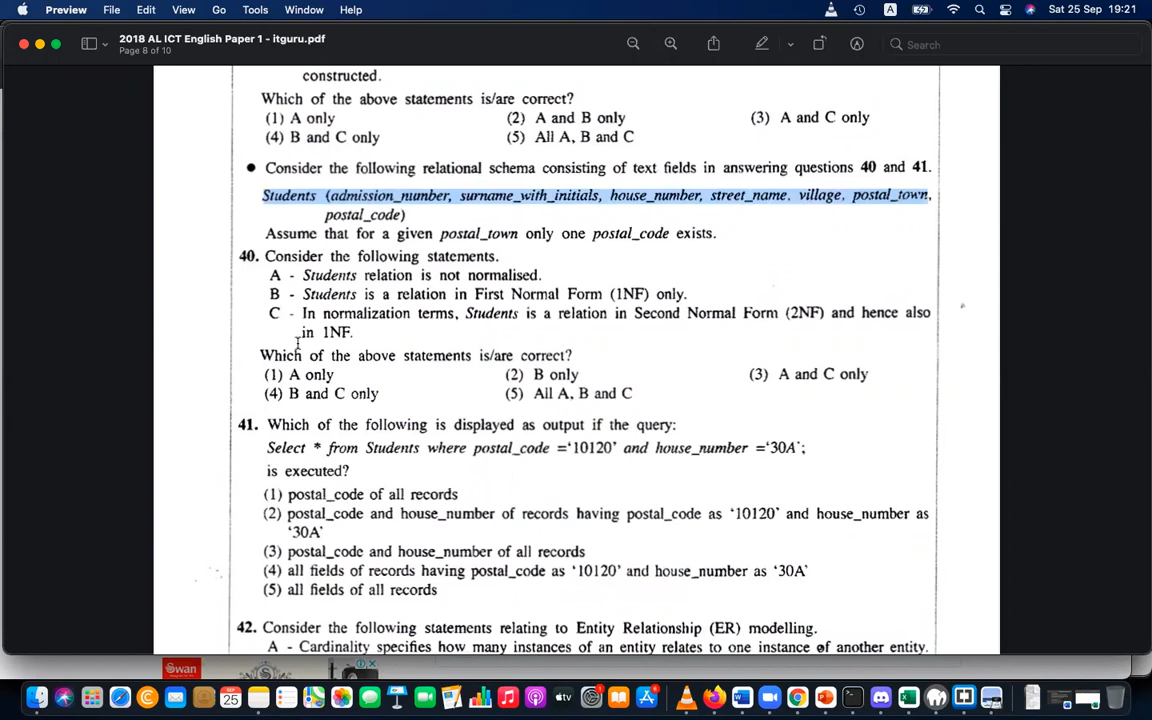 Preview File Edit View Go Tools Window Help A Sat 25 Sep 19:21
2018 AL ICT English Paper 1 - itguru.pdf
Page 8 of 10
Search
constructed.
Which of the above statements is/are correct?
(1) A only (2) A and B only (3) A and C only
(4) B and C only (5) All A, B and C
● Consider the following relational schema consisting of text fields in answering questions 40 and 41.
Students (admission_number, surname_with_initials, house_number, street_name, village, postal_town,
postal_code)
Assume that for a given postal_town only one postal_code exists.
40. Consider the following statements.
A - Students relation is not normalised.
B - Students is a relation in First Normal Form (1NF) only.
C - In normalization terms, Students is a relation in Second Normal Form (2NF) and hence also
in 1NF.
Which of the above statements is/are correct?
(1) A only (2) B only (3) A and C only
(4) B and C only (5) All A, B and C
41. Which of the following is displayed as output if the query:
Select * from Students where postal_code =‘10120’ and house_number =‘30A’;
is executed?
(1) postal_code of all records
(2) postal_code and house_number of records having postal_code as ‘10120’ and house_number as
‘30A’
(3) postal_code and house_number of all records
(4) all fields of records having postal_code as ‘10120’ and house_number as ‘30A’
(5) all fields of all records
42. Consider the following statements relating to Entity Relationship (ER) modelling.
A - Cardinality specifies how many instances of an entity relates to one instance of another entity.
Swan
SEP
25
tv